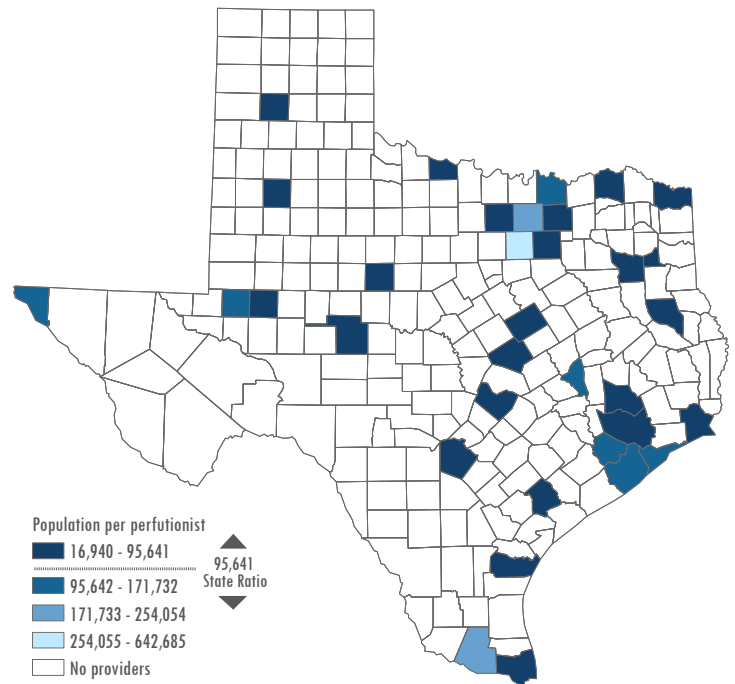 Population per perfutionist
16,940 - 95,641
95,641
State Ratio
95,642 - 171,732
171,733 - 254,054
254,055 - 642,685
No providers